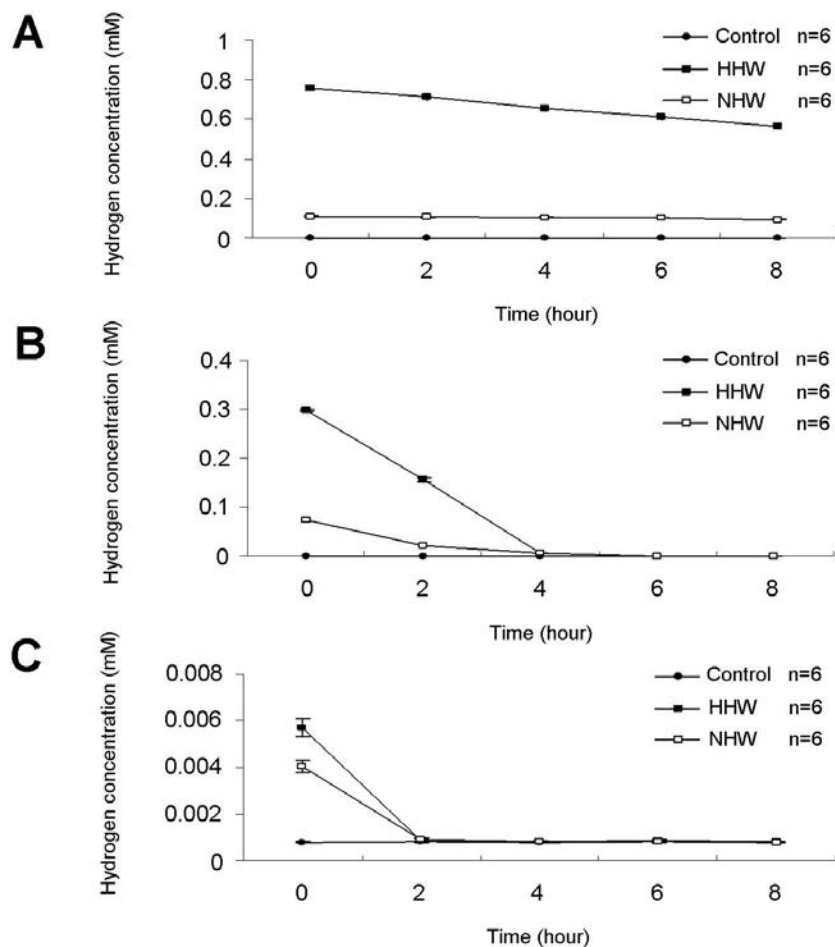 A
Hydrogen concentration (mM)
1
0.8
0.6
0.4
0.2
0
0 2 4 6 8
Time (hour)
Control n=6
HHW n=6
NHW n=6
B
Hydrogen concentration (mM)
0.4
0.3
0.2
0.1
0
0 2 4 6 8
Time (hour)
Control n=6
HHW n=6
NHW n=6
C
Hydrogen concentration (mM)
0.008
0.006
0.004
0.002
0
0 2 4 6 8
Time (hour)
Control n=6
HHW n=6
NHW n=6